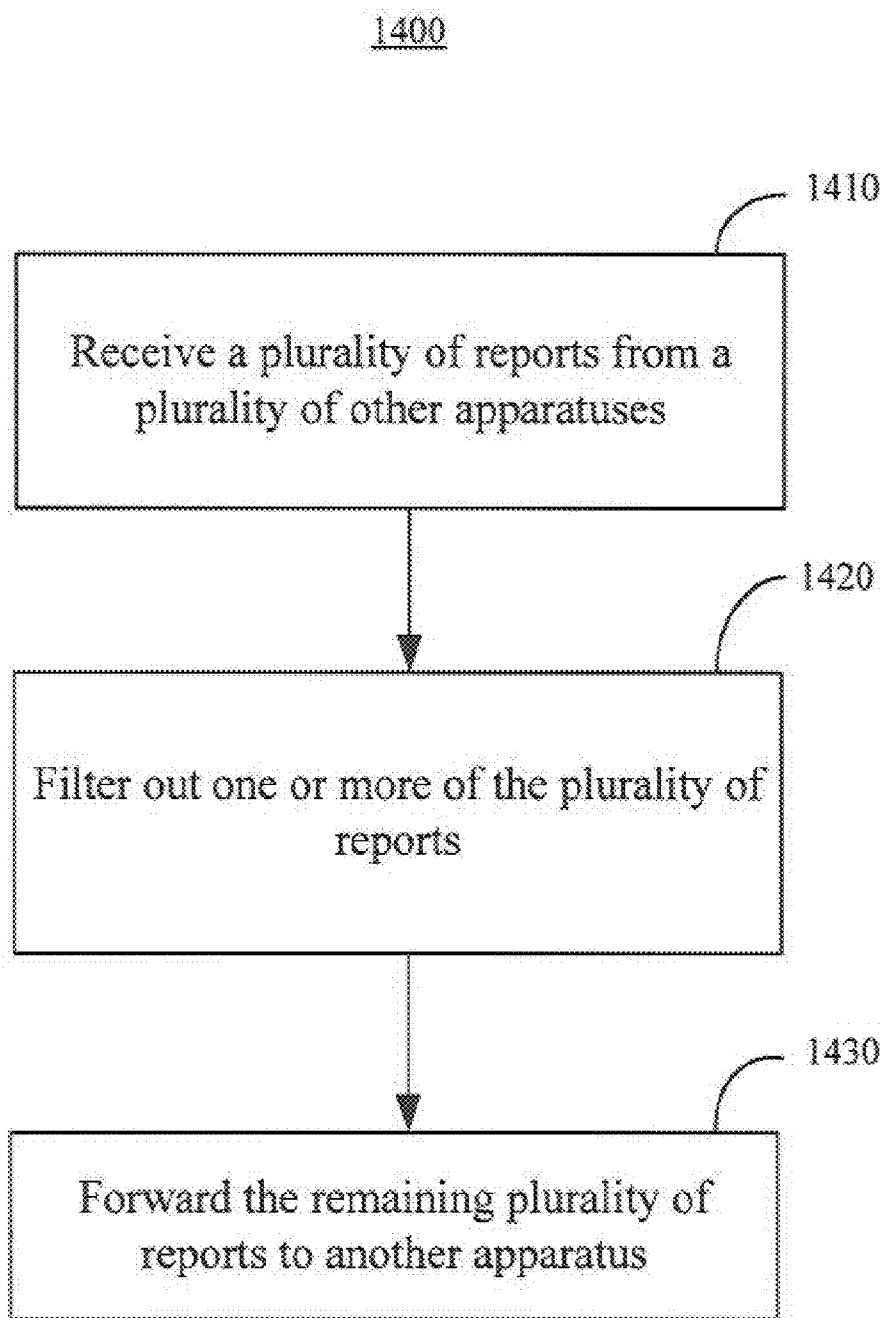 1400
1410
Receive a plurality of reports from a
plurality of other apparatuses
1420
Filter out one or more of the plurality of
reports
1430
Forward the remaining plurality of
reports to another apparatus